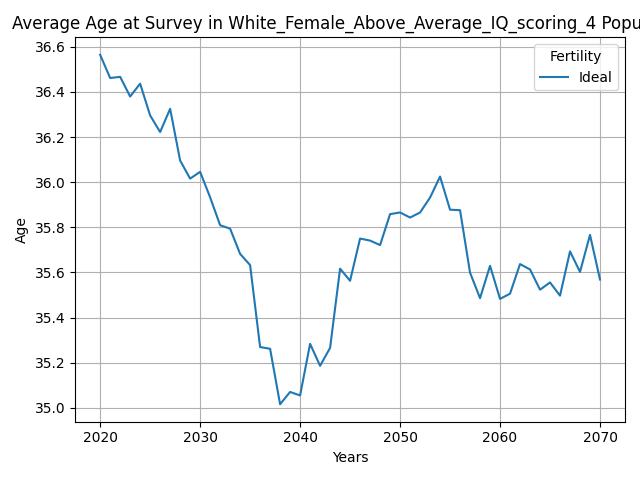 Average Age at Survey in White_Female_Above_Average_IQ_scoring_4 Popu
Fertility
Ideal
36.6
36.4
36.2
36.0
35.8
35.6
35.4
35.2
35.0
Age
2020 2030 2040 2050 2060 2070
Years